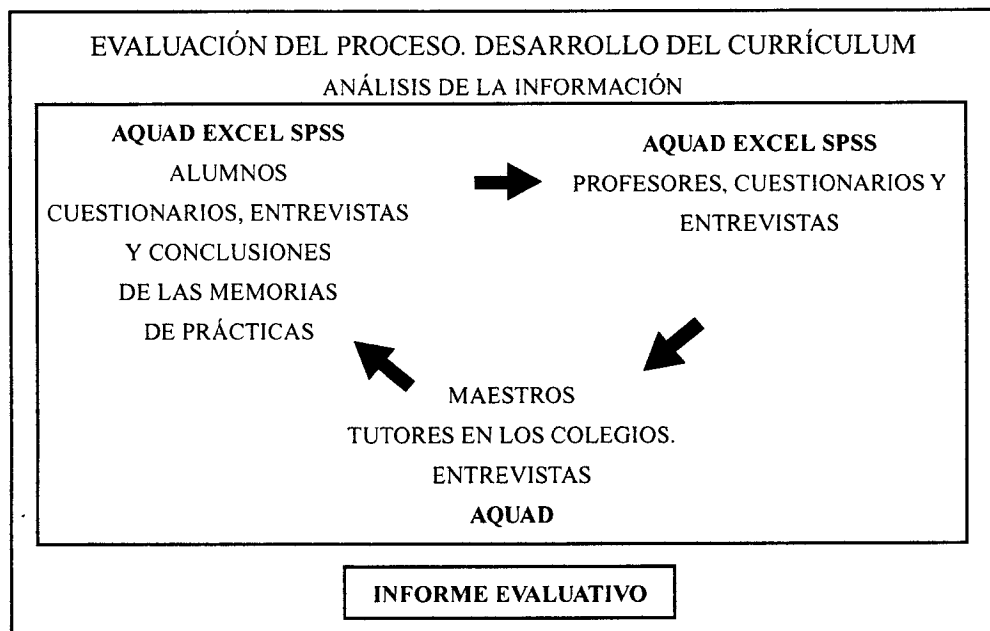 EVALUACIÓN DEL PROCESO. DESARROLLO DEL CURRÍCULUM
ANÁLISIS DE LA INFORMACIÓN
AQUAD EXCEL SPSS
ALUMNOS
CUESTIONARIOS, ENTREVISTAS
Y CONCLUSIONES
DE LAS MEMORIAS
DE PRÁCTICAS
AQUAD EXCEL SPSS
PROFESORES, CUESTIONARIOS Y
ENTREVISTAS
MAESTROS
TUTORES EN LOS COLEGIOS.
ENTREVISTAS
AQUAD
INFORME EVALUATIVO